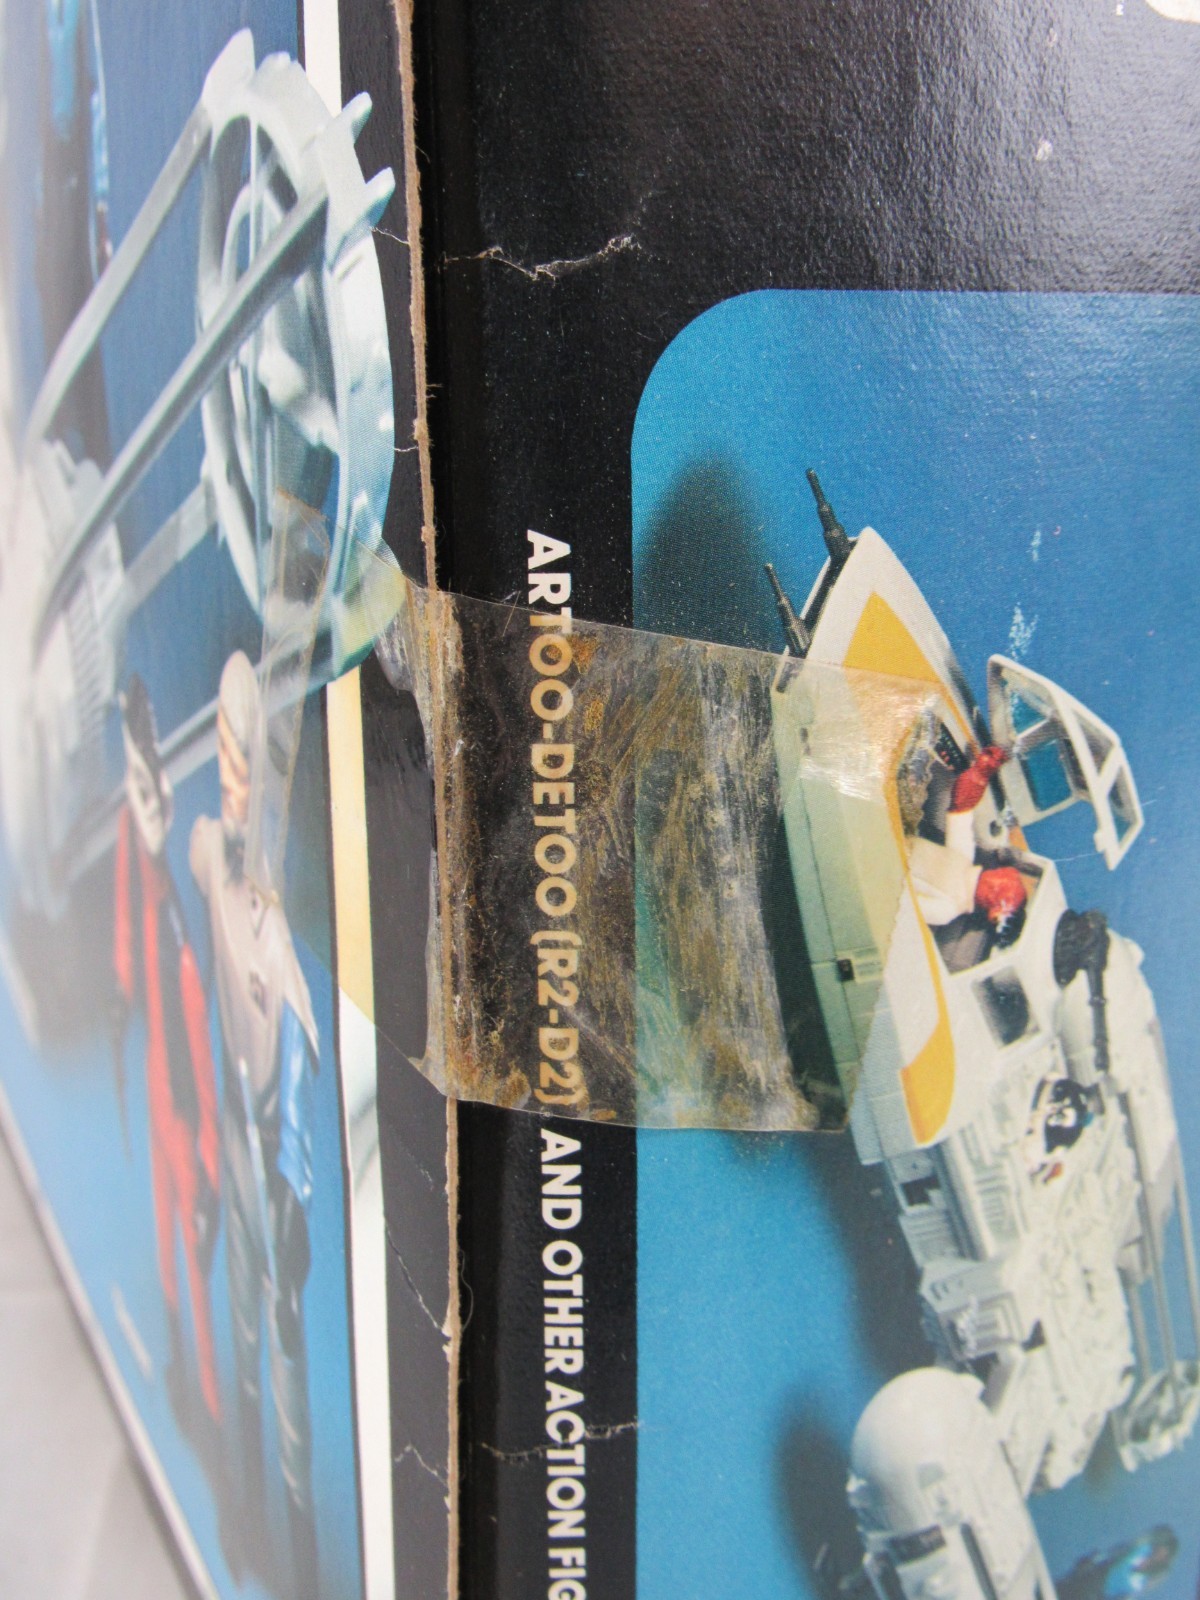 ARTOO-DETOO (R2-D2) AND OTHER ACTION FIG